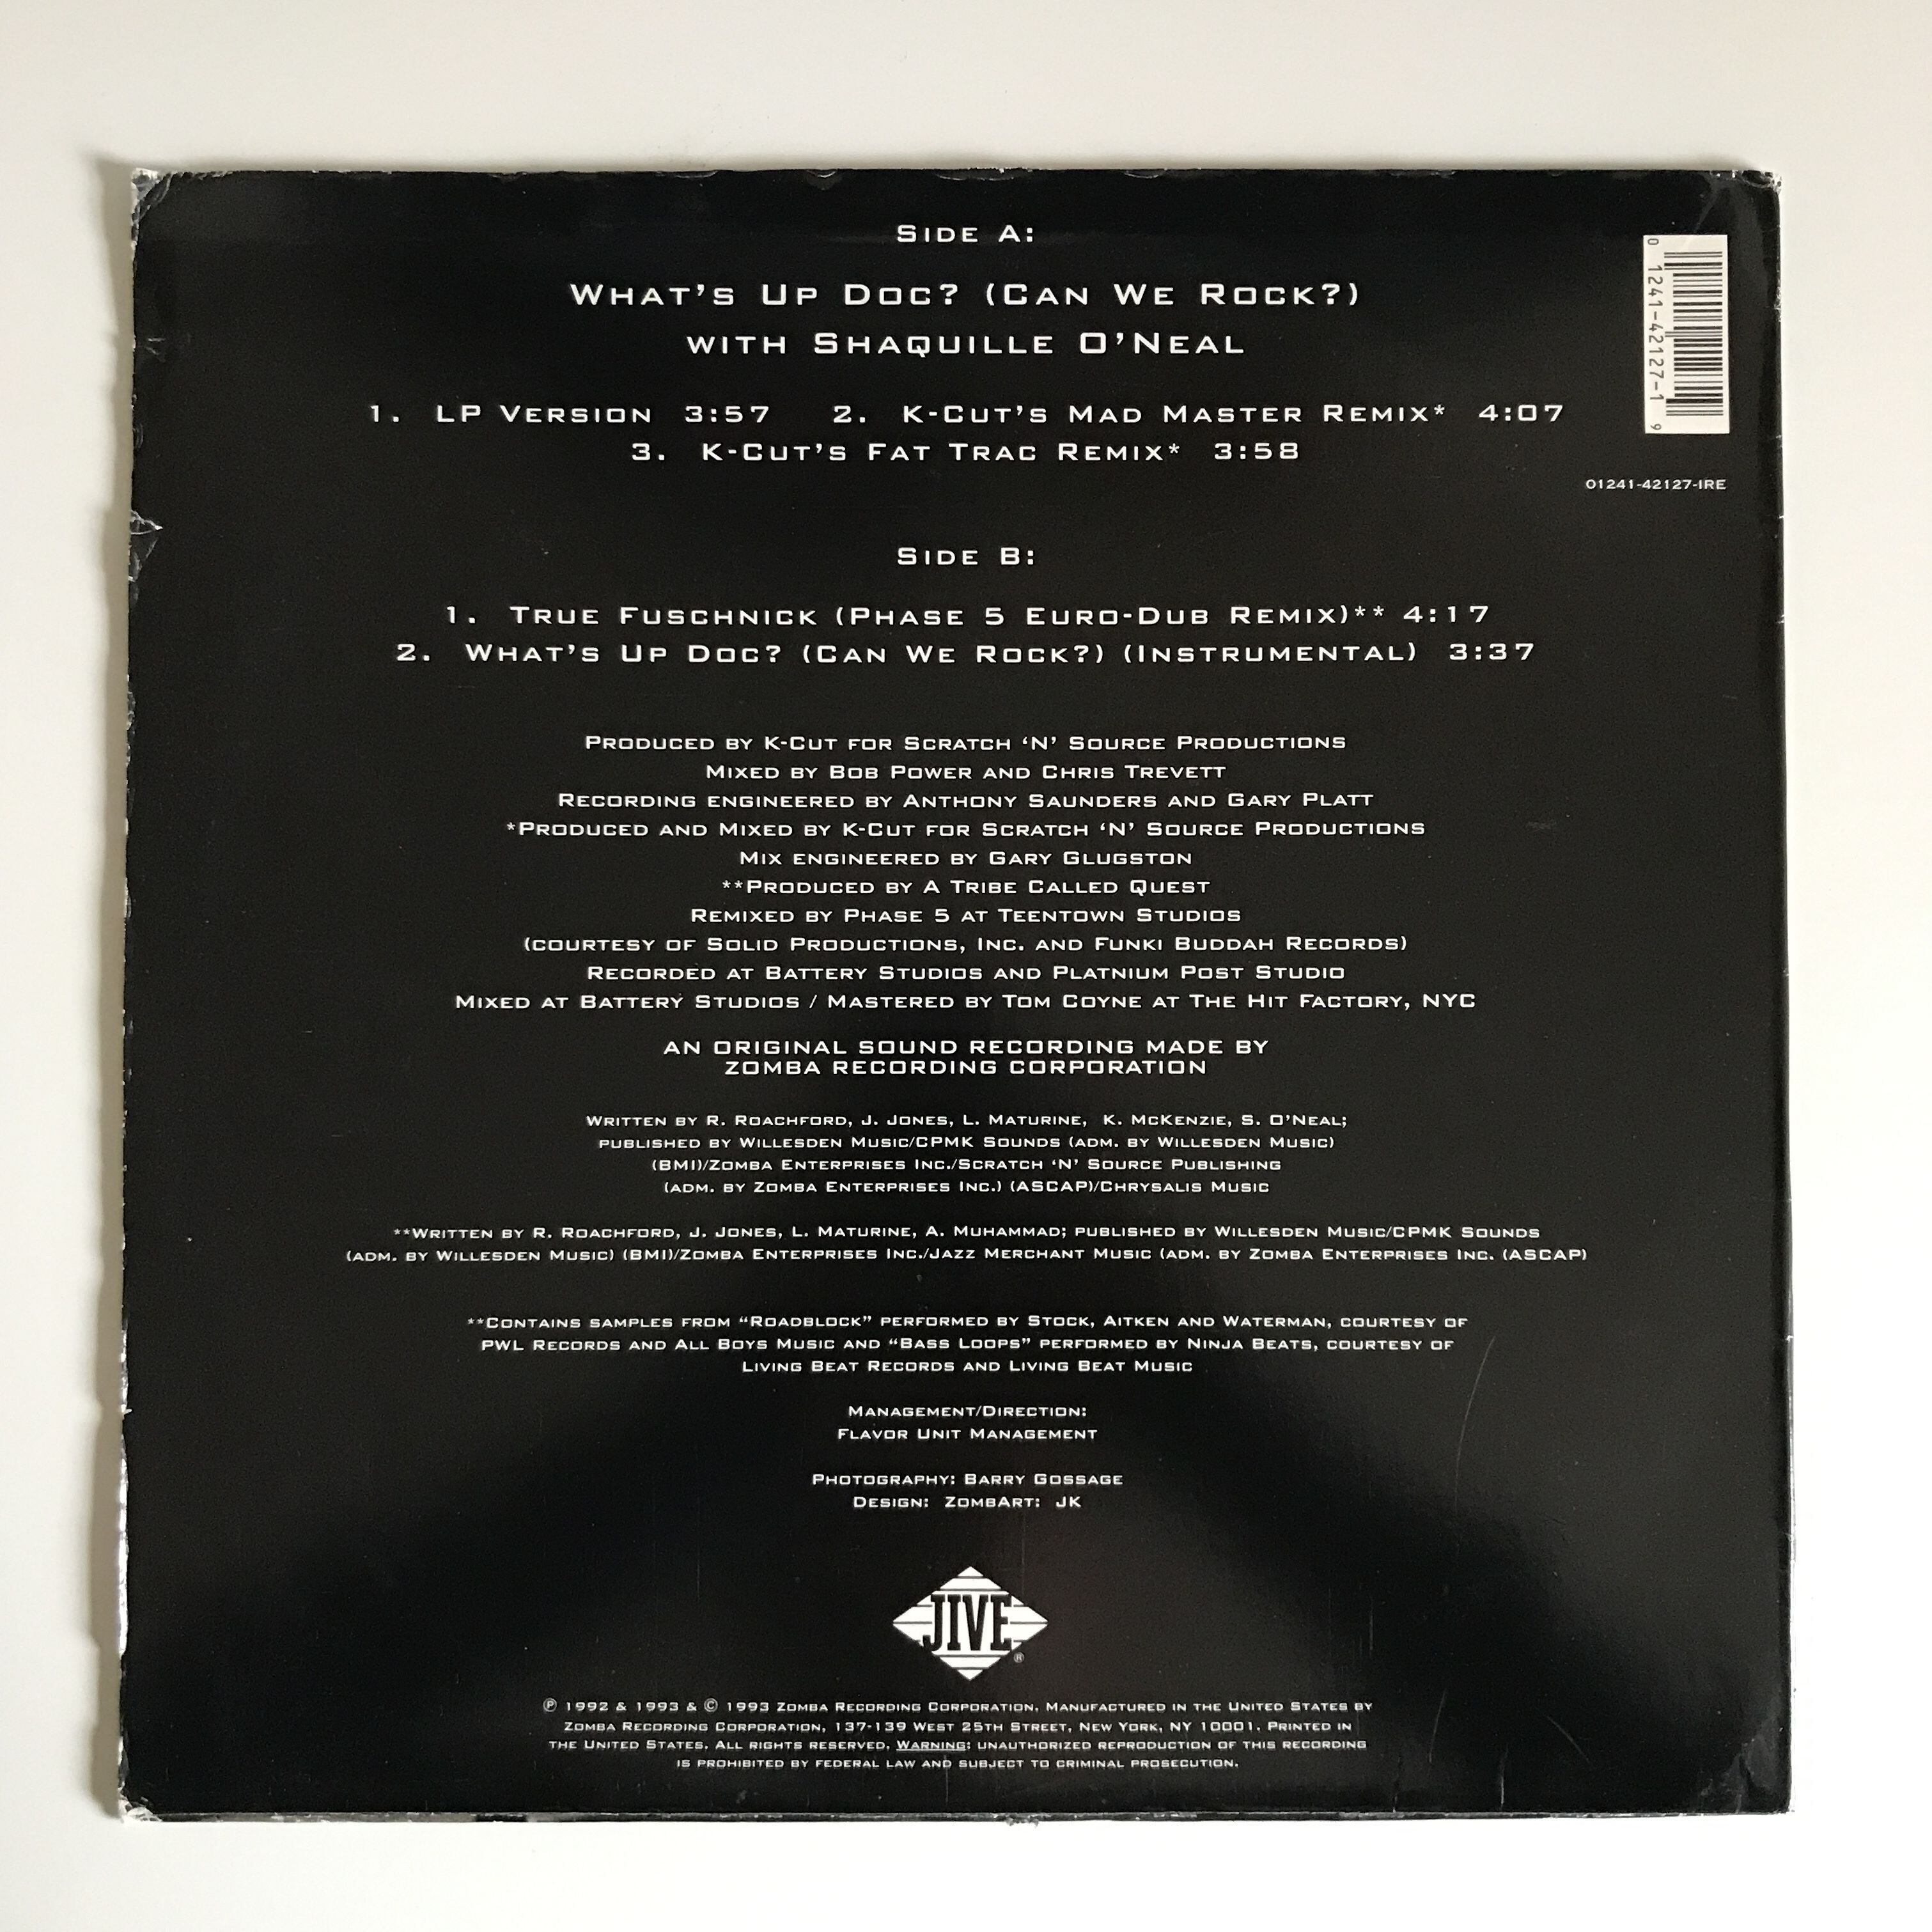 Side A:
What's Up Doc? (Can We Rock?)
with Shaquille O'Neal
1. LP Version 3:57 2. K-Cut's Mad Master Remix* 4:07
3. K-Cut's Fat Trac Remix* 3:58
0 1241-42127-1 9
01241-42127-1RE
Side B:
1. True Fuschnick (Phase 5 Euro-Dub Remix)** 4:17
2. What's Up Doc? (Can We Rock?) (Instrumental) 3:37
Produced by K-Cut for Scratch 'N' Source Productions
Mixed by Bob Power and Chris Trevett
Recording engineered by Anthony Saunders and Gary Platt
*Produced and Mixed by K-Cut for Scratch 'N' Source Productions
Mix engineered by Gary Glugston
**Produced by A Tribe Called Quest
Remixed by Phase 5 at Teentown Studios
(courtesy of Solid Productions, Inc. and Funki Buddah Records)
Recorded at Battery Studios and Platnium Post Studio
Mixed at Battery Studios / Mastered by Tom Coyne at The Hit Factory, NYC
AN ORIGINAL SOUND RECORDING MADE BY
ZOMBA RECORDING CORPORATION
Written by R. Roachford, J. Jones, L. Maturine, K. McKenzie, S. O'Neal;
published by Willesden Music/CPMK Sounds (adm. by Willesden Music)
(BMI)/Zomba Enterprises Inc./Scratch 'N' Source Publishing
(adm. by Zomba Enterprises Inc.) (ASCAP)/Chrysalis Music
**Written by R. Roachford, J. Jones, L. Maturine, A. Muhammad; published by Willesden Music/CPMK Sounds
(adm. by Willesden Music) (BMI)/Zomba Enterprises Inc./Jazz Merchant Music (adm. by Zomba Enterprises Inc. (ASCAP)
**Contains samples from "Roadblock" performed by Stock, Aitken and Waterman, courtesy of
PWL Records and All Boys Music and "Bass Loops" performed by Ninja Beats, courtesy of
Living Beat Records and Living Beat Music
Management/Direction:
Flavor Unit Management
Photography: Barry Gossage
Design: ZombArt: JK
JIVE®
℗ 1992 & 1993 & © 1993 Zomba Recording Corporation. Manufactured in the United States by
Zomba Recording Corporation, 137-139 West 25th Street, New York, NY 10001. Printed in
the United States. All rights reserved. Warning: unauthorized reproduction of this recording
is prohibited by federal law and subject to criminal prosecution.